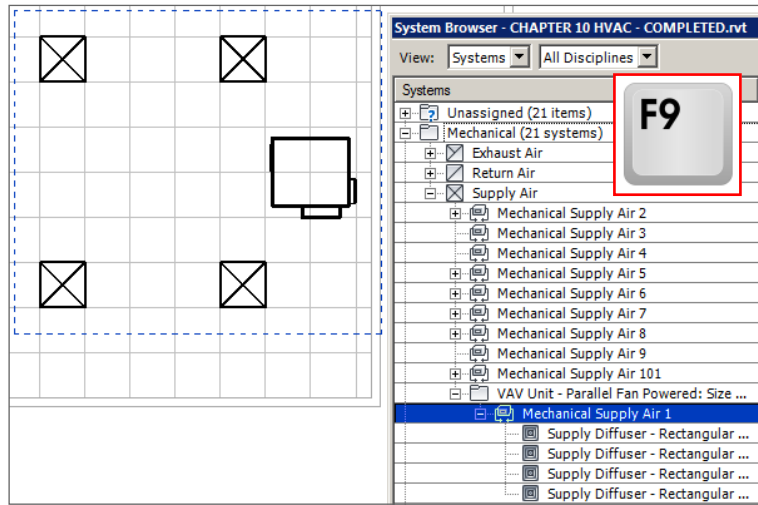 System Browser - CHAPTER 10 HVAC - COMPLETED.rvt
View: Systems All Disciplines
Systems
F9
Unassigned (21 items)
Mechanical (21 systems)
Exhaust Air
Return Air
Supply Air
Mechanical Supply Air 2
Mechanical Supply Air 3
Mechanical Supply Air 4
Mechanical Supply Air 5
Mechanical Supply Air 6
Mechanical Supply Air 7
Mechanical Supply Air 8
Mechanical Supply Air 9
Mechanical Supply Air 101
VAV Unit - Parallel Fan Powered: Size ...
Mechanical Supply Air 1
Supply Diffuser - Rectangular ...
Supply Diffuser - Rectangular ...
Supply Diffuser - Rectangular ...
Supply Diffuser - Rectangular ...